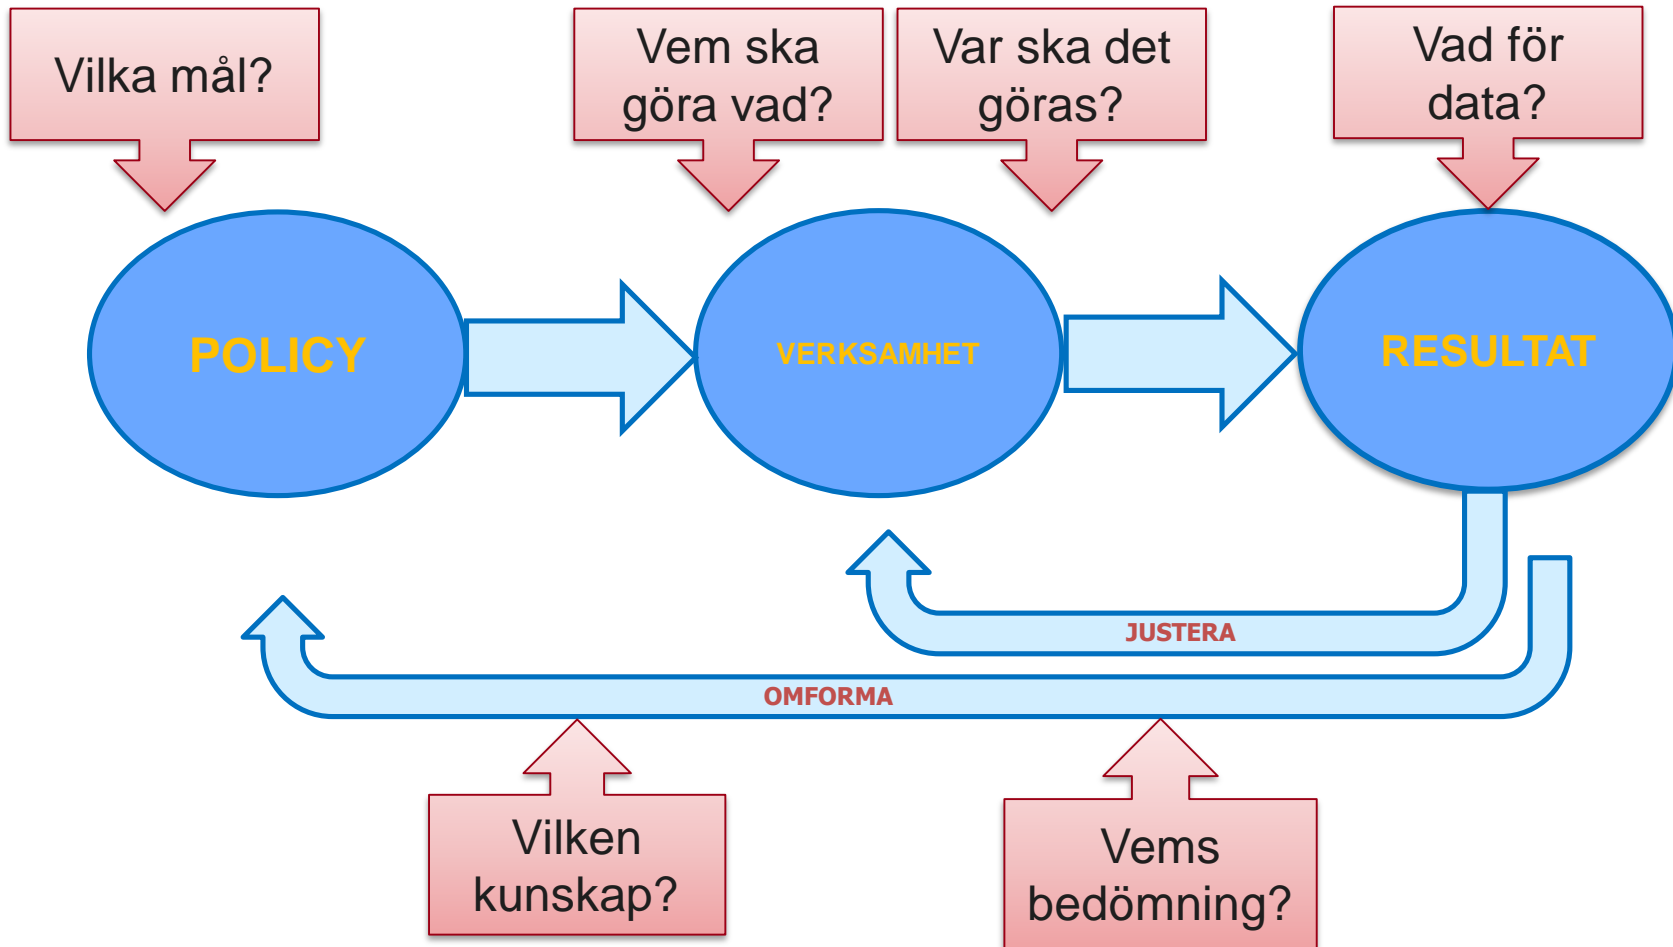 Vilka mål?
Vem ska
göra vad?
Var ska det
göras?
Vad för
data?
POLICY
VERKSAMHET
RESULTAT
JUSTERA
OMFORMA
Vilken
kunskap?
Vems
bedömning?